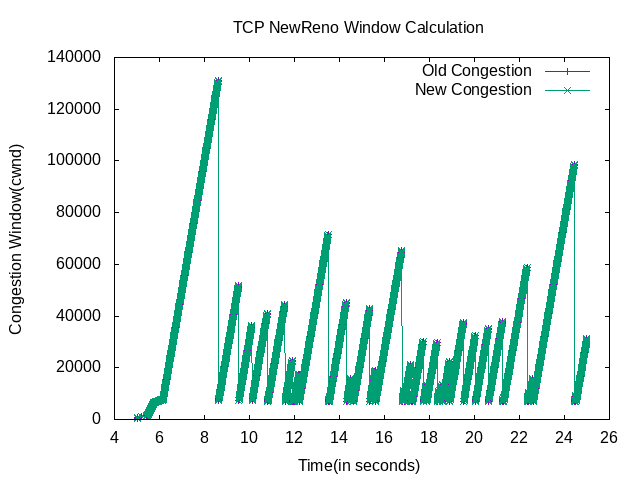 TCP NewReno Window Calculation
Old Congestion
New Congestion
Congestion Window(cwnd)
140000
120000
100000
80000
60000
40000
20000
0
4 6 8 10 12 14 16 18 20 22 24 26
Time(in seconds)